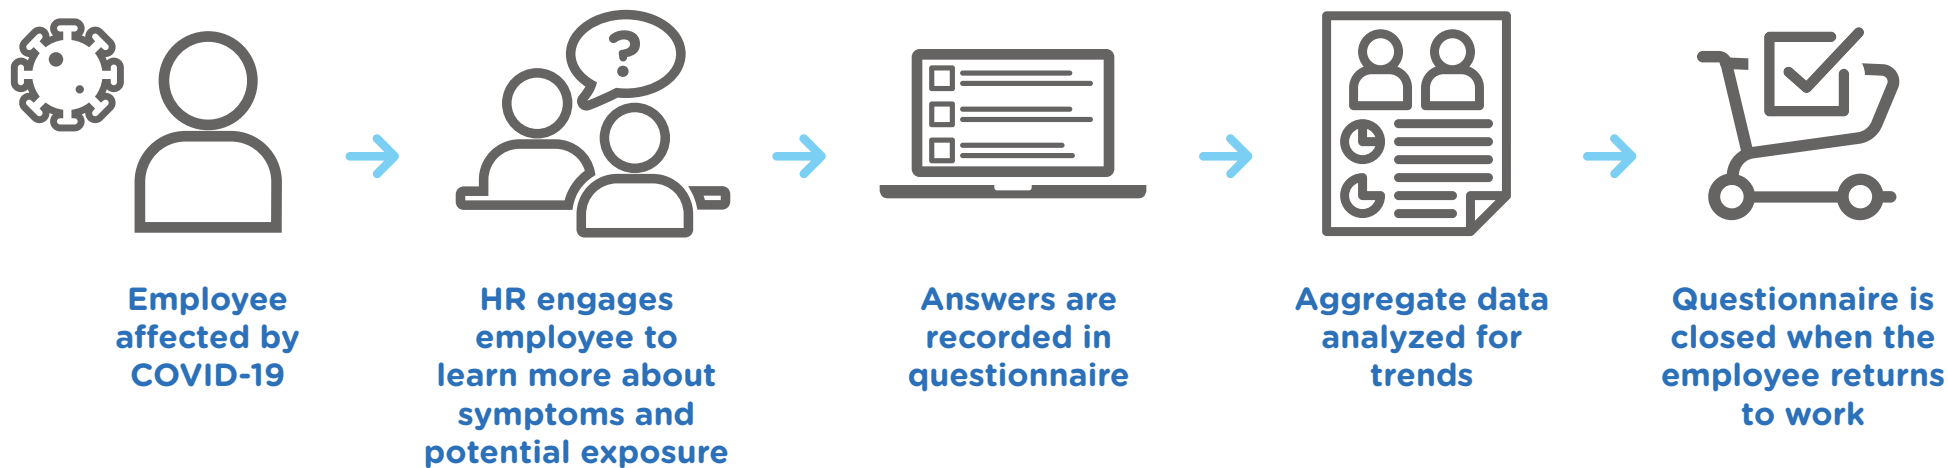 ?
Employee
affected by
COVID-19
HR engages
employee to
learn more about
symptoms and
potential exposure
Answers are
recorded in
questionnaire
Aggregate data
analyzed for
trends
Questionnaire is
closed when the
employee returns
to work